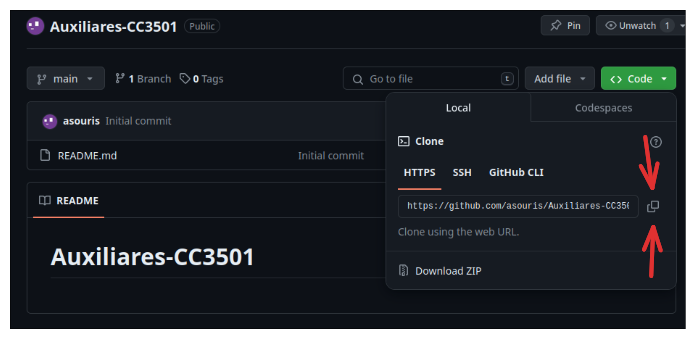 Auxiliares-CC3501 Public Pin Unwatch 1
main 1 Branch 0 Tags Go to file t Add file Code
asouris Initial commit
README.md Initial commit
Local Codespaces
Clone
HTTPS SSH GitHub CLI
https://github.com/asouris/Auxiliares-CC350
Clone using the web URL.
Download ZIP
README
Auxiliares-CC3501